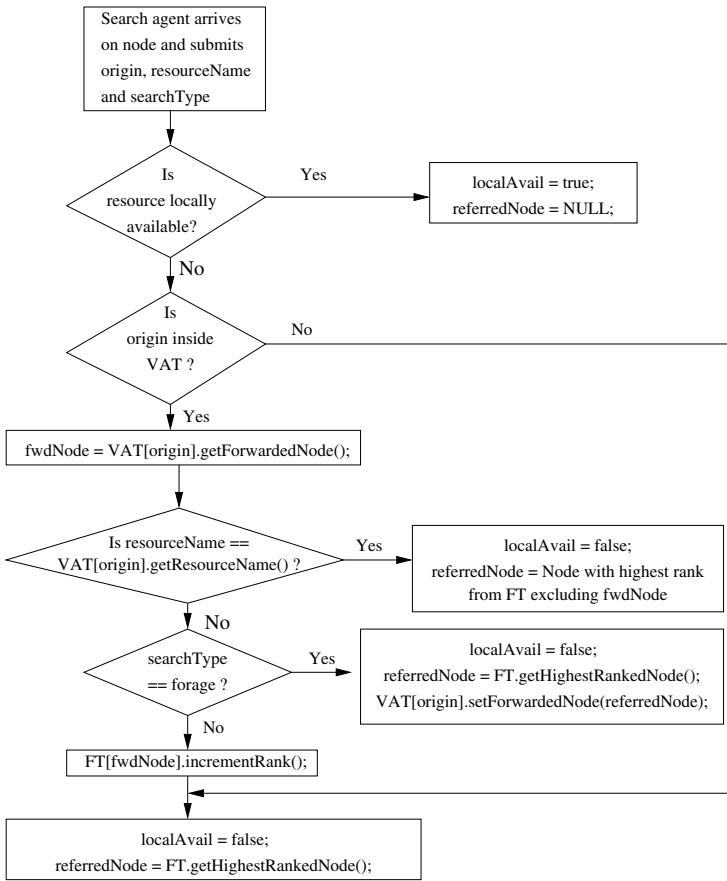 Search agent arrives
on node and submits
origin, resourceName
and searchType
Is
resource locally
available?
Yes
localAvail = true;
referredNode = NULL;
No
Is
origin inside
VAT ?
No
Yes
fwdNode = VAT[origin].getForwardedNode();
Is resourceName ==
VAT[origin].getResourceName() ?
Yes
localAvail = false;
referredNode = Node with highest rank
from FT excluding fwdNode
No
searchType
== forage ?
Yes
localAvail = false;
referredNode = FT.getHighestRankedNode();
VAT[origin].setForwardedNode(referredNode);
No
FT[fwdNode].incrementRank();
localAvail = false;
referredNode = FT.getHighestRankedNode();